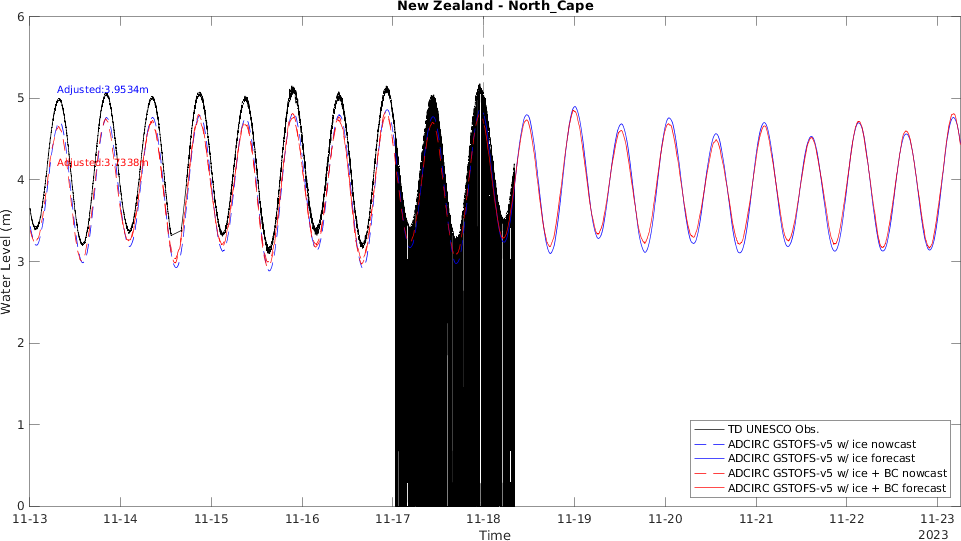 New Zealand - North_Cape
6
5
4
3
2
1
0
Water Level (m)
Adjusted:3.9534m
Adjusted:3.7338m
TD UNESCO Obs.
ADCIRC GSTOFS-v5 w/ ice nowcast
ADCIRC GSTOFS-v5 w/ ice forecast
ADCIRC GSTOFS-v5 w/ ice + BC nowcast
ADCIRC GSTOFS-v5 w/ ice + BC forecast
11-13 11-14 11-15 11-16 11-17 11-18 11-19 11-20 11-21 11-22 11-23
Time
2023